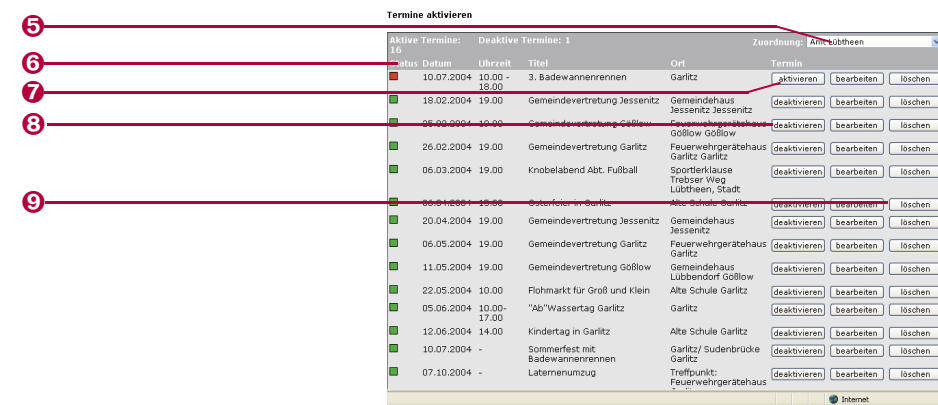 Termine aktivieren
❺
Aktive Termine: 16 Deaktive Termine: 1 Zuordnung: Amt Lübtheen
❻
Status Datum Uhrzeit Titel Ort Termin
❼
10.07.2004 10.00 - 18.00 3. Badewannenrennen Garlitz aktivieren bearbeiten löschen
18.02.2004 19.00 Gemeindevertretung Jessenitz Gemeindehaus Jessenitz Jessenitz deaktivieren bearbeiten löschen
❽
19.00 Gemeindevertretung Gößlow Feuerwehrgerätehaus Gößlow Gößlow deaktivieren bearbeiten löschen
26.02.2004 19.00 Gemeindevertretung Garlitz Feuerwehrgerätehaus Garlitz Garlitz deaktivieren bearbeiten löschen
06.03.2004 19.00 Knobelabend Abt. Fußball Sportlerklause Trebser Weg Lübtheen, Stadt deaktivieren bearbeiten löschen
❾
Osterfeier in Garlitz Alte Schule Garlitz deaktivieren bearbeiten löschen
20.04.2004 19.00 Gemeindevertretung Jessenitz Gemeindehaus Jessenitz deaktivieren bearbeiten löschen
06.05.2004 19.00 Gemeindevertretung Garlitz Feuerwehrgerätehaus Garlitz deaktivieren bearbeiten löschen
11.05.2004 19.00 Gemeindevertretung Gößlow Gemeindehaus Lübbendorf Gößlow deaktivieren bearbeiten löschen
22.05.2004 10.00 Flohmarkt für Groß und Klein Alte Schule Garlitz deaktivieren bearbeiten löschen
05.06.2004 10.00- 17.00 "Ab"Wassertag Garlitz Garlitz deaktivieren bearbeiten löschen
12.06.2004 14.00 Kindertag in Garlitz Alte Schule Garlitz deaktivieren bearbeiten löschen
10.07.2004 - Sommerfest mit Badewannenrennen Garlitz/ Sudenbrücke Garlitz deaktivieren bearbeiten löschen
07.10.2004 - Laternenumzug Treffpunkt: Feuerwehrgerätehaus deaktivieren bearbeiten löschen
Internet